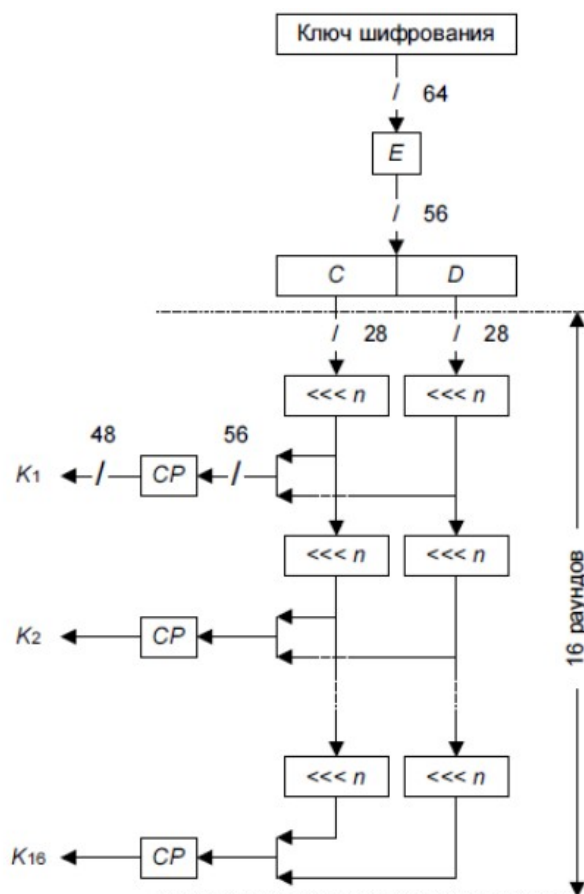 Ключ шифрования
/ 64
E
/ 56
C D
/ 28 / 28
<<< n <<< n
48 56
K1 / CP /
<<< n <<< n
K2 CP
16 раундов
<<< n <<< n
K16 CP